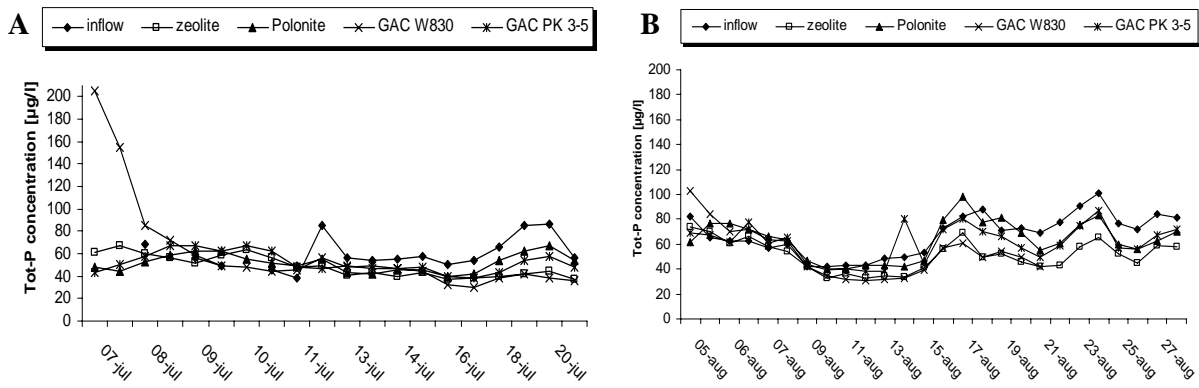 A
inflow zeolite Polonite GAC W830 GAC PK 3-5
Tot-P concentration [µg/l]
200
180
160
140
120
100
80
60
40
20
0
07-jul 08-jul 09-jul 10-jul 11-jul 13-jul 14-jul 16-jul 18-jul 20-jul
B
inflow zeolite Polonite GAC W830 GAC PK 3-5
Tot-P concentration [µg/l]
200
180
160
140
120
100
80
60
40
20
0
05-aug 06-aug 07-aug 09-aug 11-aug 13-aug 15-aug 17-aug 19-aug 21-aug 23-aug 25-aug 27-aug